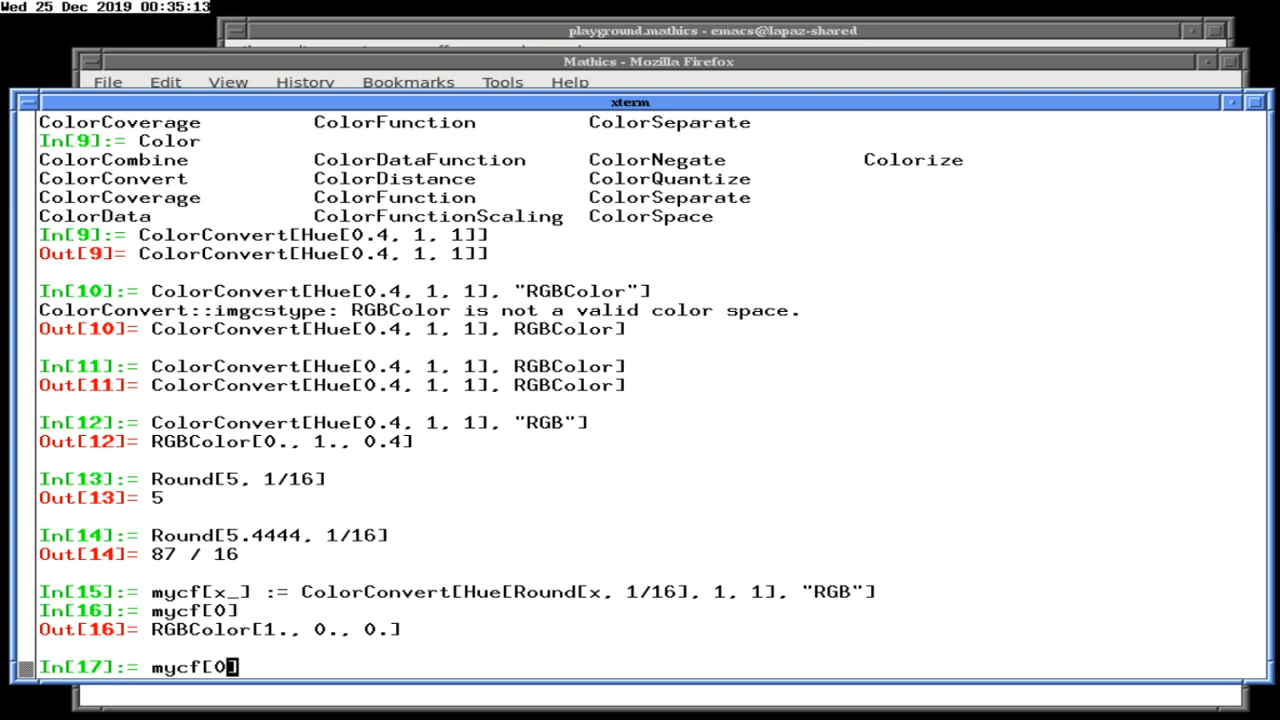 Wed 25 Dec 2019 00:35:13
playground.mathics - emacs@lapaz-shared
Mathics - Mozilla Firefox
File Edit View History Bookmarks Tools Help
xterm
ColorCoverage ColorFunction ColorSeparate
In[9]:= Color
ColorCombine ColorDataFunction ColorNegate Colorize
ColorConvert ColorDistance ColorQuantize
ColorCoverage ColorFunction ColorSeparate
ColorData ColorFunctionScaling ColorSpace
In[9]:= ColorConvert[Hue[0.4, 1, 1]]
Out[9]= ColorConvert[Hue[0.4, 1, 1]]
In[10]:= ColorConvert[Hue[0.4, 1, 1], "RGBColor"]
ColorConvert::imgcstype: RGBColor is not a valid color space.
Out[10]= ColorConvert[Hue[0.4, 1, 1], RGBColor]
In[11]:= ColorConvert[Hue[0.4, 1, 1], RGBColor]
Out[11]= ColorConvert[Hue[0.4, 1, 1], RGBColor]
In[12]:= ColorConvert[Hue[0.4, 1, 1], "RGB"]
Out[12]= RGBColor[0., 1., 0.4]
In[13]:= Round[5, 1/16]
Out[13]= 5
In[14]:= Round[5.4444, 1/16]
Out[14]= 87 / 16
In[15]:= mycf[x_] := ColorConvert[Hue[Round[x, 1/16], 1, 1], "RGB"]
In[16]:= mycf[0]
Out[16]= RGBColor[1., 0., 0.]
In[17]:= mycf[0]